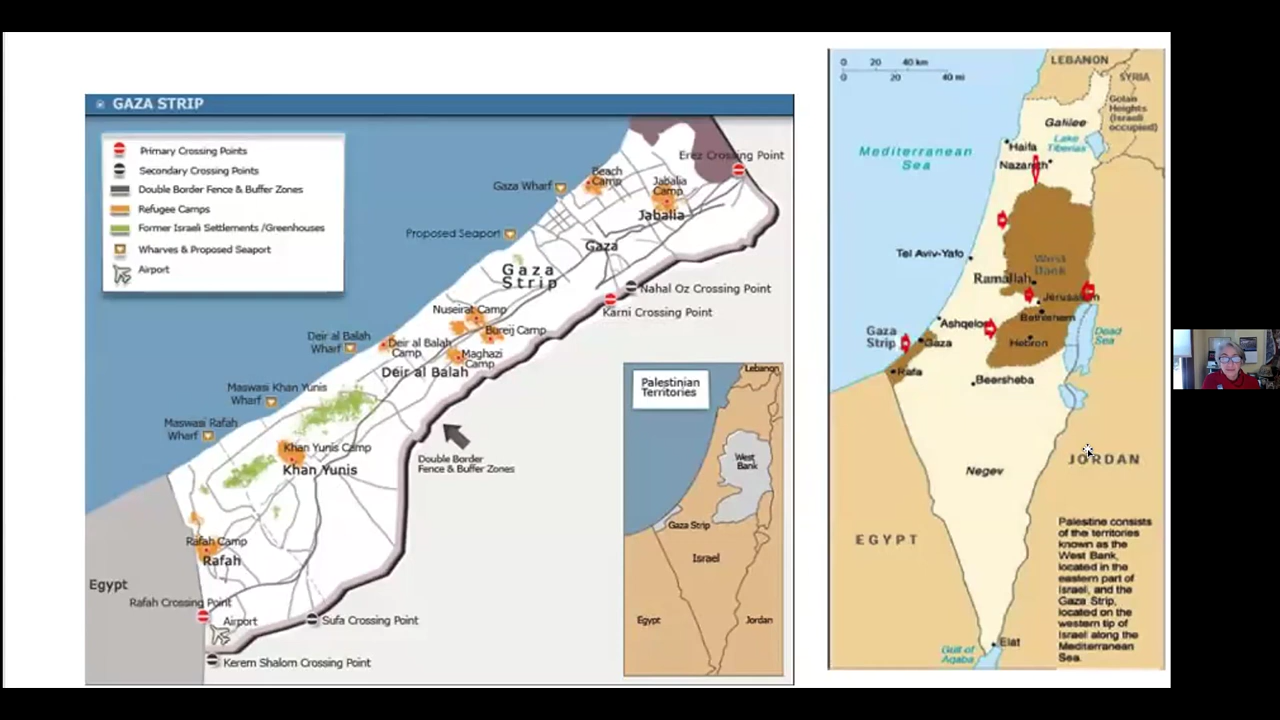 GAZA STRIP
Primary Crossing Points
Secondary Crossing Points
Double Border Fence & Buffer Zones
Refugee Camps
Former Israeli Settlements /Greenhouses
Wharves & Proposed Seaport
Airport
Erez Crossing Point
Beach
Camp
Jabalia
Camp
Jabalia
Gaza Wharf
Proposed Seaport
Gaza
Gaza
Strip
Nahal Oz Crossing Point
Karni Crossing Point
Nuseirat Camp
Bureij Camp
Deir al Balah
Wharf
Deir al Balah
Camp
Maghazi
Camp
Deir al Balah
Maswasi Khan Yunis
Wharf
Maswasi Rafah
Wharf
Khan Yunis Camp
Khan Yunis
Double Border
Fence & Buffer Zones
Rafah Camp
Rafah
Egypt
Rafah Crossing Point
Airport
Sufa Crossing Point
Kerem Shalom Crossing Point
Palestinian
Territories
Lebanon
West
Bank
Gaza Strip
Israel
Egypt
Jordan
0 20 40 km
0 20 40 mi
LEBANON
SYRIA
Golan
Heights
(Israeli
occupied)
Galilee
Lake
Tiberias
Mediterranean
Sea
Haifa
Nazareth
Tel Aviv-Yafo
West
Bank
Ramallah
Jerusalem
Ashqelon
Bethlehem
Gaza
Strip
Gaza
Hebron
Dead
Sea
Rafa
Beersheba
Negev
JORDAN
EGYPT
Palestine consists
of the territories
known as the
West Bank,
located in the
eastern part of
Israel, and the
Gaza Strip,
located on the
western tip of
Israel along the
Mediterranean
Sea.
Elat
Gulf of
Aqaba